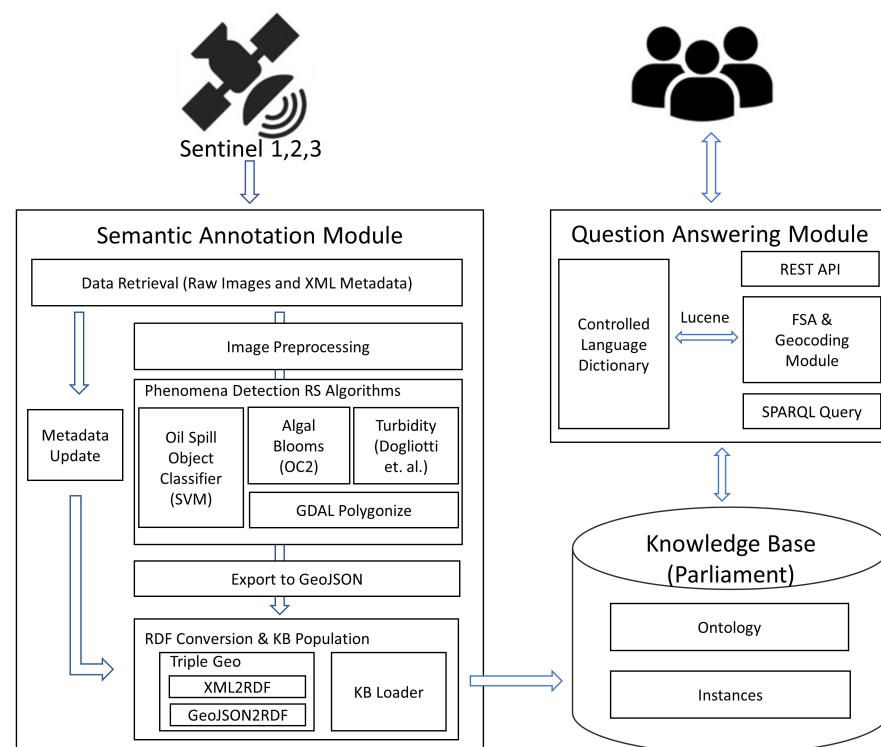 Sentinel 1,2,3
Semantic Annotation Module
Data Retrieval (Raw Images and XML Metadata)
Image Preprocessing
Phenomena Detection RS Algorithms
Oil Spill
Object
Classifier
(SVM)
Algal
Blooms
(OC2)
Turbidity
(Dogliotti
et. al.)
GDAL Polygonize
Metadata
Update
Export to GeoJSON
RDF Conversion & KB Population
Triple Geo
XML2RDF
GeoJSON2RDF
KB Loader
Question Answering Module
Controlled
Language
Dictionary
Lucene
REST API
FSA &
Geocoding
Module
SPARQL Query
Knowledge Base
(Parliament)
Ontology
Instances